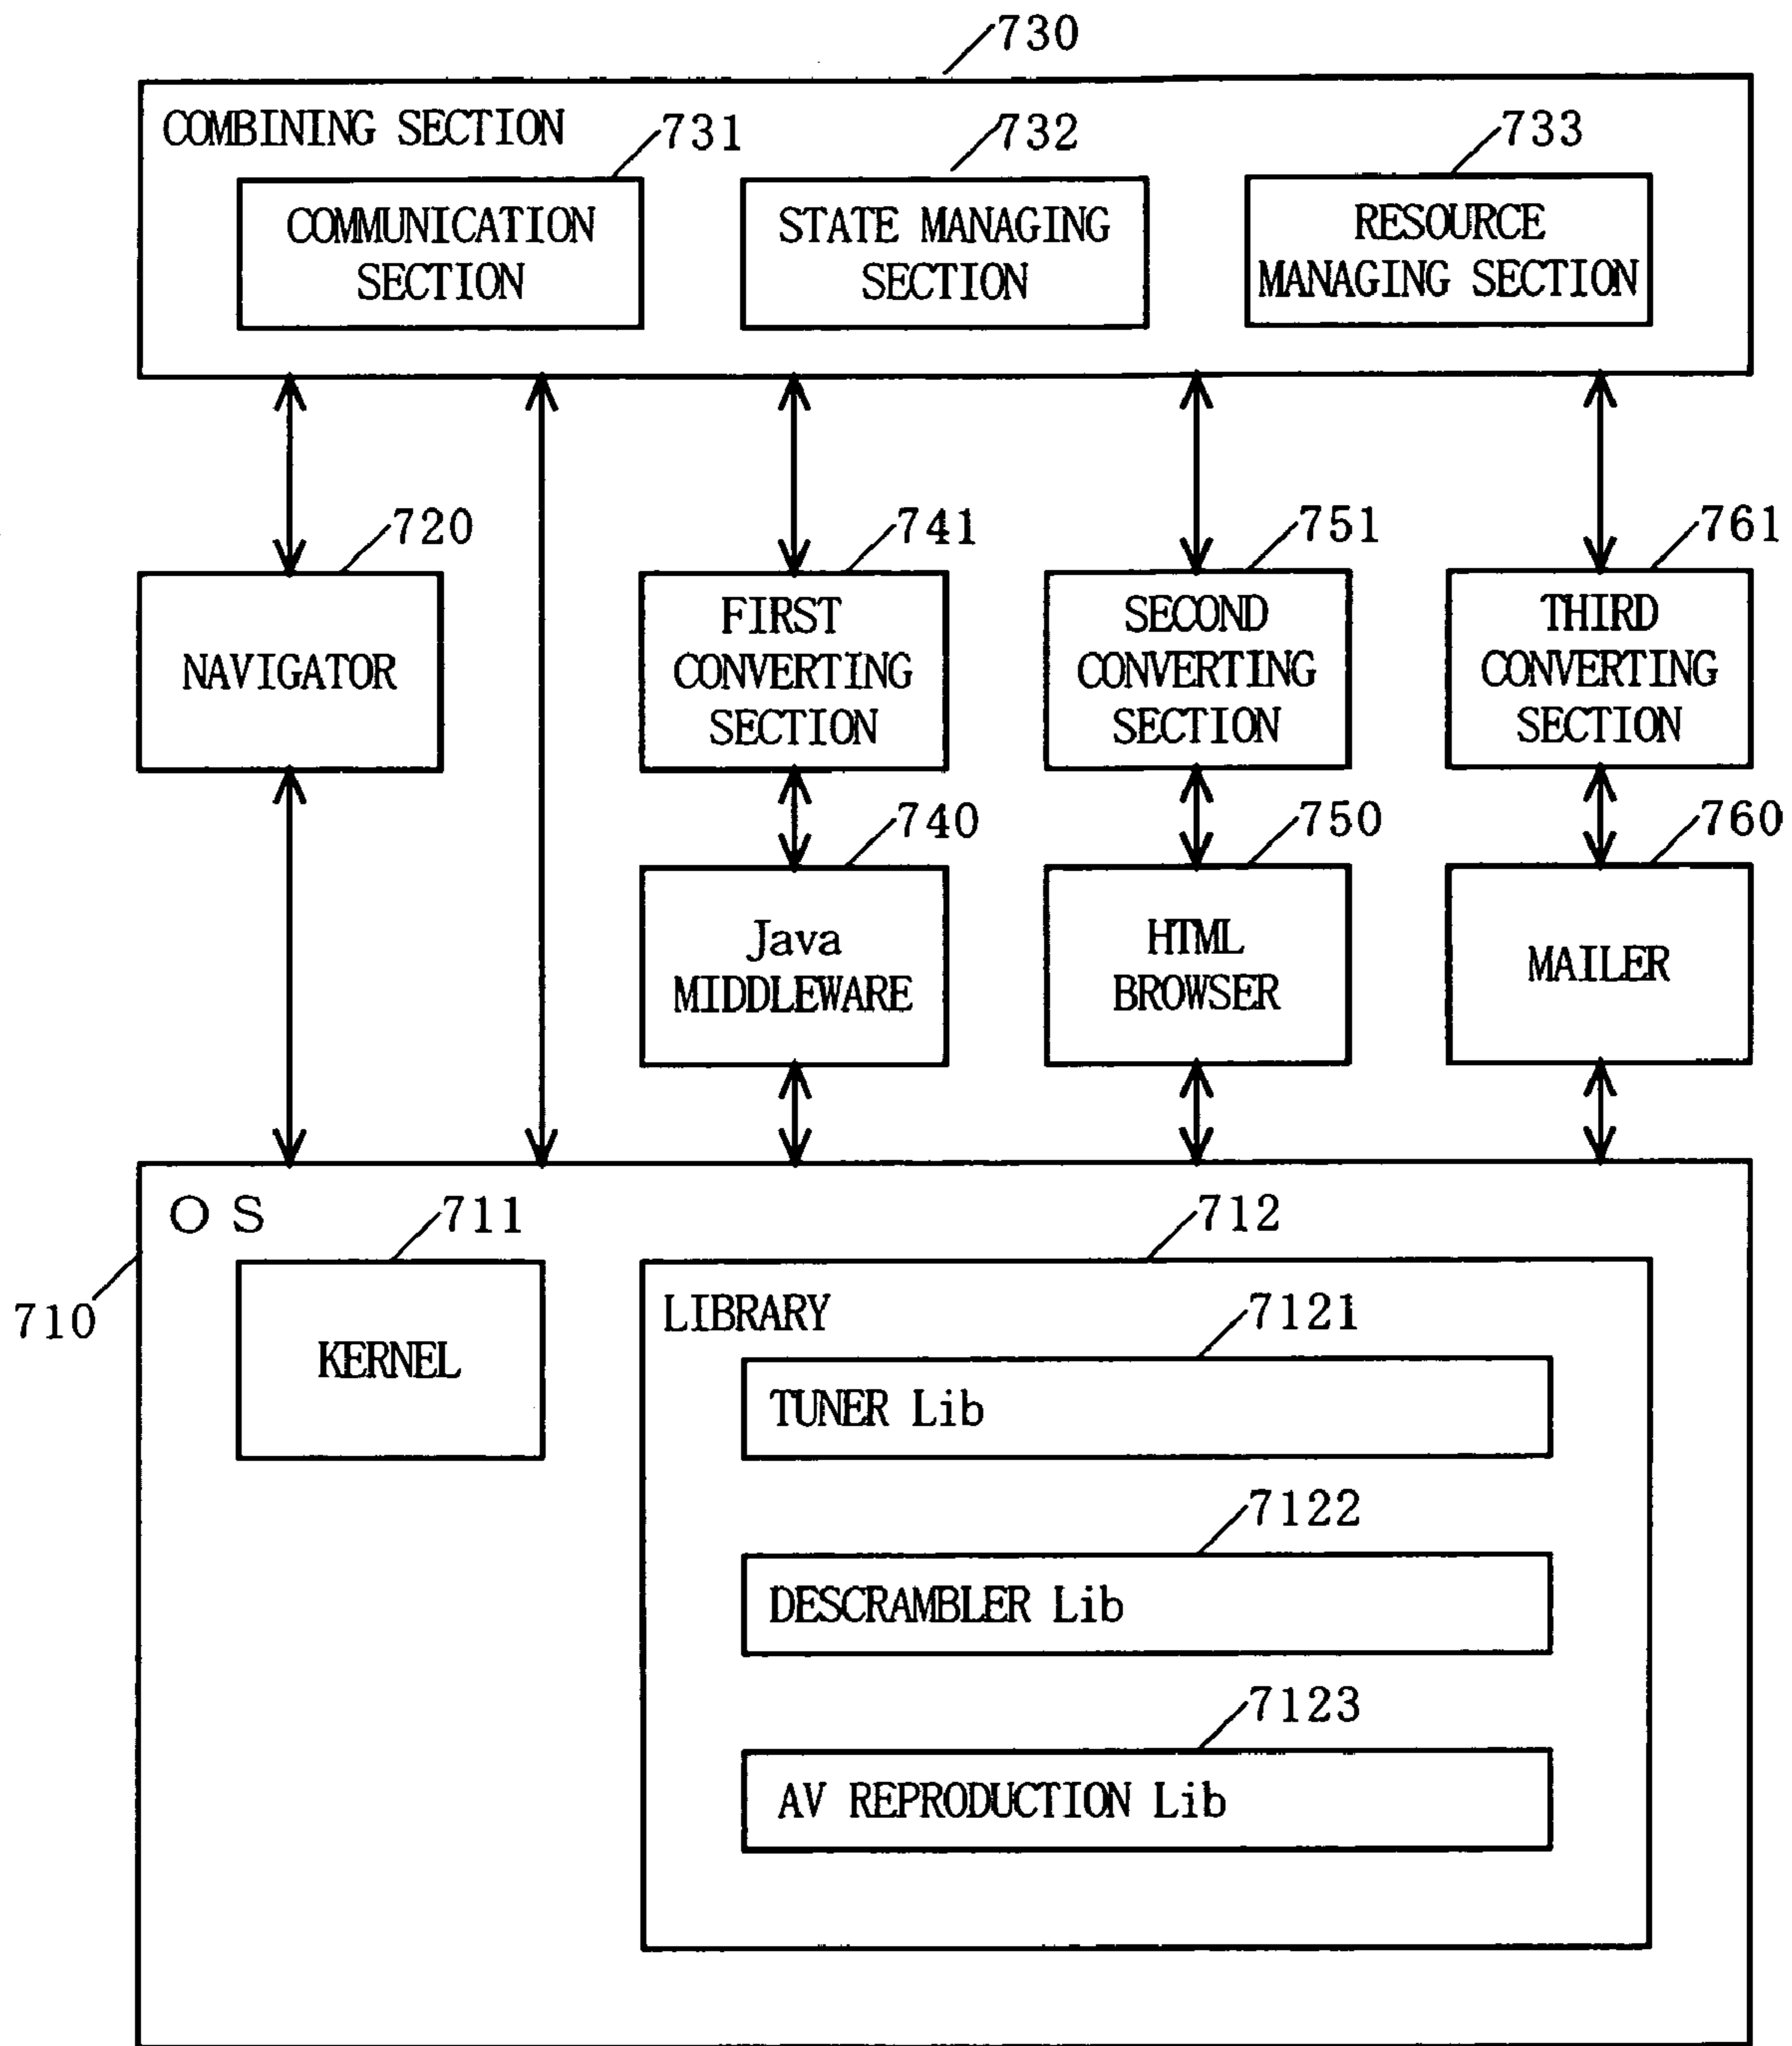 730
COMBINING SECTION
731
732
733
COMMUNICATION
SECTION
STATE MANAGING
SECTION
RESOURCE
MANAGING SECTION
720
741
751
761
NAVIGATOR
FIRST
CONVERTING
SECTION
SECOND
CONVERTING
SECTION
THIRD
CONVERTING
SECTION
740
750
760
Java
MIDDLEWARE
HTML
BROWSER
MAILER
OS
710
711
KERNEL
712
LIBRARY
7121
TUNER Lib
7122
DESCRAMBLER Lib
7123
AV REPRODUCTION Lib